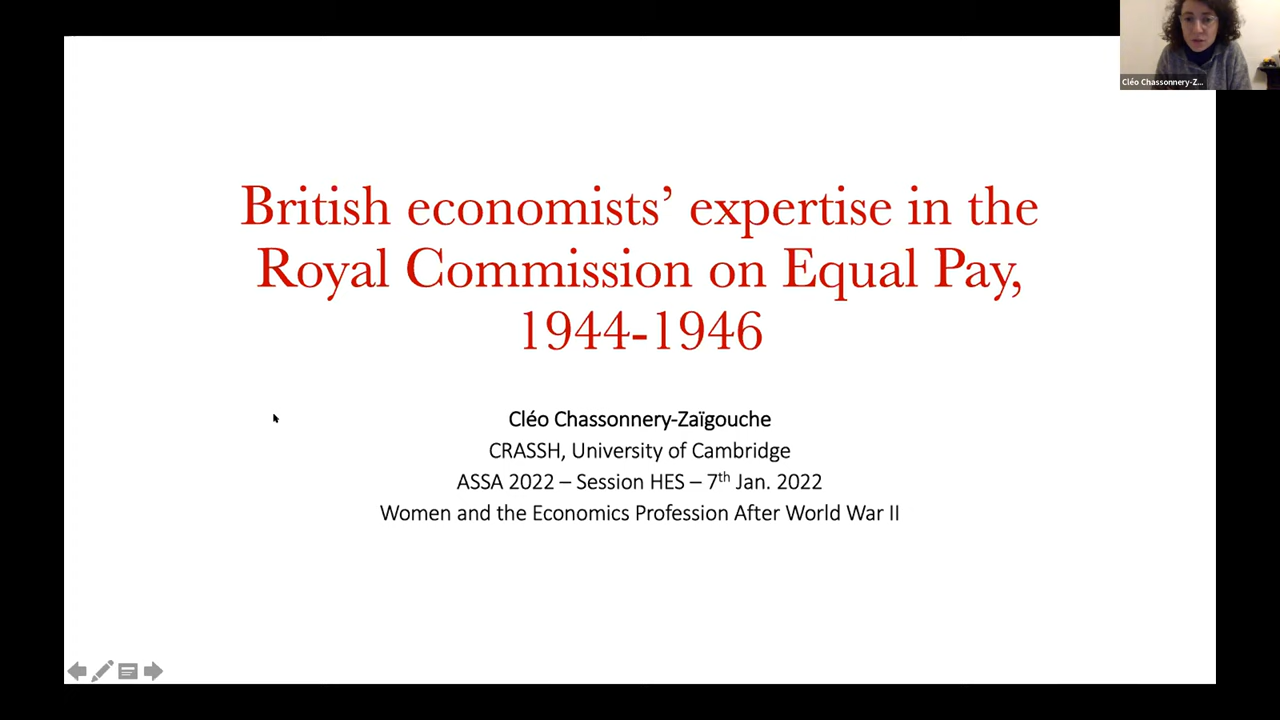 Cléo Chassonnery-Z...
British economists’ expertise in the
Royal Commission on Equal Pay,
1944-1946
Cléo Chassonnery-Zaïgouche
CRASSH, University of Cambridge
ASSA 2022 – Session HES – 7th Jan. 2022
Women and the Economics Profession After World War II